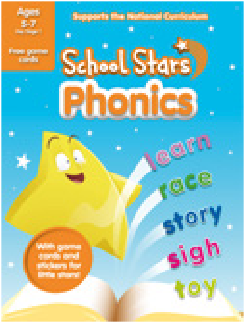 Supports the National Curriculum
Ages
5-7
Free game
cards
School Stars
Phonics
learn
race
story
sigh
toy
With game
cards and
stickers for
little stars!